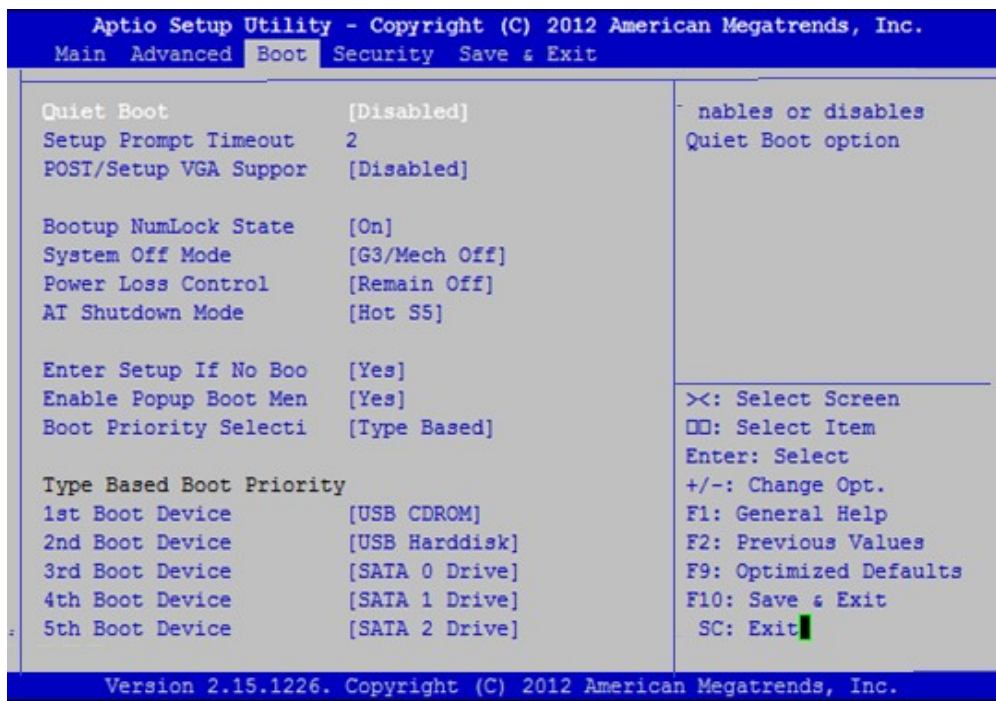 Aptio Setup Utility - Copyright (C) 2012 American Megatrends, Inc.
Main Advanced Boot Security Save & Exit
Quiet Boot [Disabled]
Setup Prompt Timeout 2
POST/Setup VGA Suppor [Disabled]
Bootup NumLock State [On]
System Off Mode [G3/Mech Off]
Power Loss Control [Remain Off]
AT Shutdown Mode [Hot S5]
Enter Setup If No Boo [Yes]
Enable Popup Boot Men [Yes]
Boot Priority Selecti [Type Based]
Type Based Boot Priority
1st Boot Device [USB CDROM]
2nd Boot Device [USB Harddisk]
3rd Boot Device [SATA 0 Drive]
4th Boot Device [SATA 1 Drive]
5th Boot Device [SATA 2 Drive]
nables or disables
Quiet Boot option
><: Select Screen
□□: Select Item
Enter: Select
+/-: Change Opt.
F1: General Help
F2: Previous Values
F9: Optimized Defaults
F10: Save & Exit
SC: Exit
Version 2.15.1226. Copyright (C) 2012 American Megatrends, Inc.